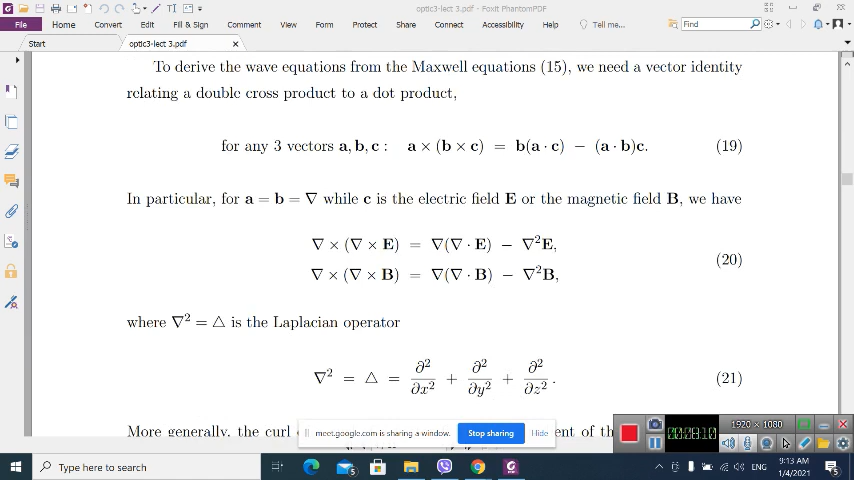 optic3-lect 3.pdf - Foxit PhantomPDF
File Convert Edit Fill & Sign Comment View Form Protect Share Connect Accessibility Help Tell me... Find
Start optic3-lect 3.pdf
To derive the wave equations from the Maxwell equations (15), we need a vector identity
relating a double cross product to a dot product,
for any 3 vectors a, b, c : a × (b × c) = b(a · c) − (a · b)c. (19)
In particular, for a = b = ∇ while c is the electric field E or the magnetic field B, we have
∇ × (∇ × E) = ∇(∇ · E) − ∇²E,
(20)
∇ × (∇ × B) = ∇(∇ · B) − ∇²B,
where ∇² = △ is the Laplacian operator
∇² = △ = ∂²/∂x² + ∂²/∂y² + ∂²/∂z² . (21)
More generally, the curl
ent of th
meet.google.com is sharing a window. Stop sharing Hide
1920 × 1080
Type here to search
5
ENG
9:13 AM
1/4/2021
5